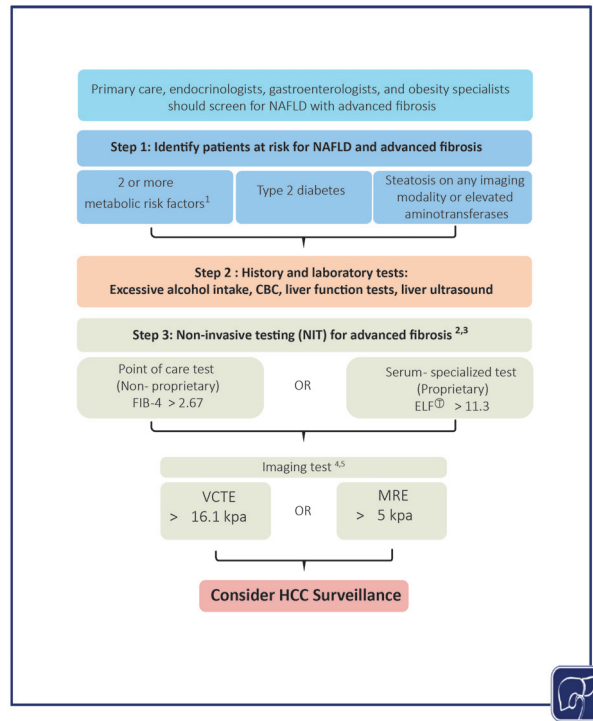 Primary care, endocrinologists, gastroenterologists, and obesity specialists
should screen for NAFLD with advanced fibrosis
Step 1: Identify patients at risk for NAFLD and advanced fibrosis
2 or more
metabolic risk factors¹
Type 2 diabetes
Steatosis on any imaging
modality or elevated
aminotransferases
Step 2 : History and laboratory tests:
Excessive alcohol intake, CBC, liver function tests, liver ultrasound
Step 3: Non-invasive testing (NIT) for advanced fibrosis ²,³
Point of care test
(Non- proprietary)
FIB-4 > 2.67
OR
Serum- specialized test
(Proprietary)
ELFⓉ > 11.3
Imaging test ⁴,⁵
VCTE
> 16.1 kpa
OR
MRE
> 5 kpa
Consider HCC Surveillance